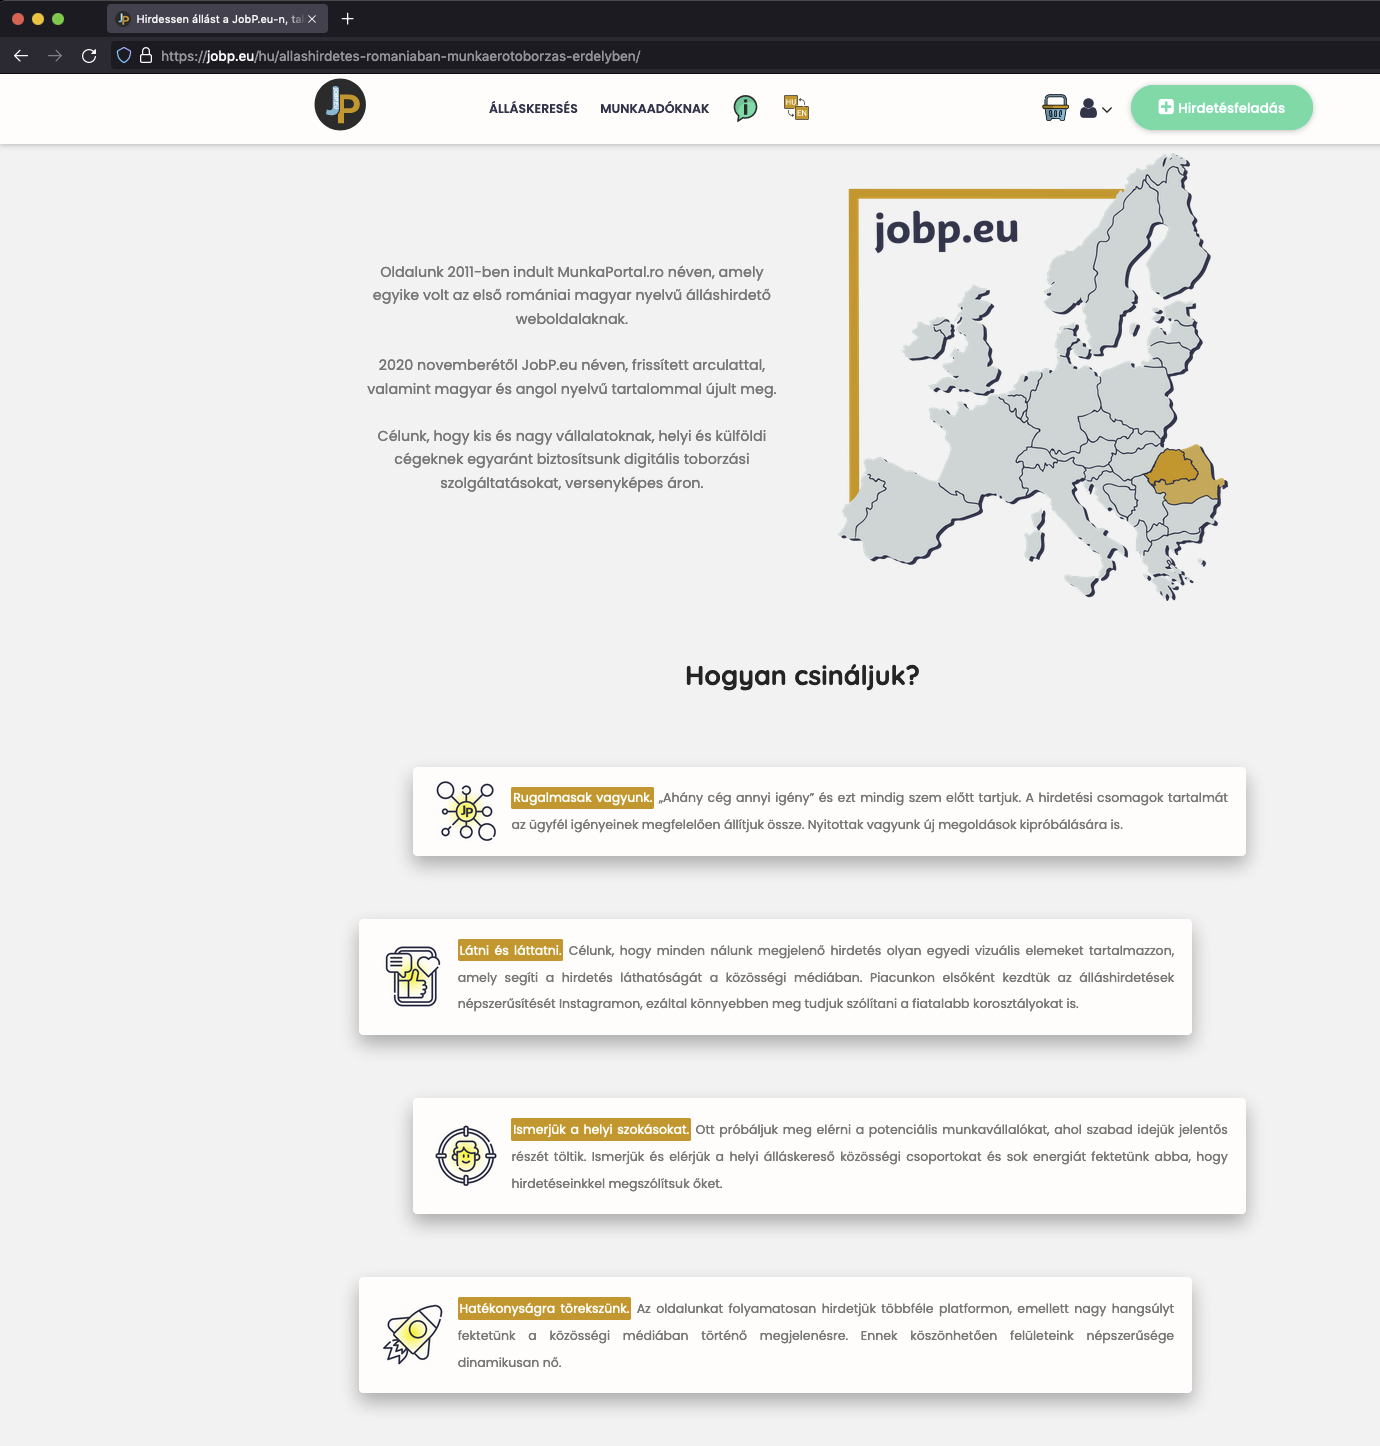 Hirdessen állást a JobP.eu-n, tal
https://jobp.eu/hu/allashirdetes-romaniaban-munkaerotoborzas-erdelyben/
JP
ÁLLÁSKERESÉS
MUNKAADÓKNAK
i
HU
EN
Hirdetésfeladás
jobp.eu
Oldalunk 2011-ben indult MunkaPortal.ro néven, amely
egyike volt az első romániai magyar nyelvű álláshirdető
weboldalaknak.
2020 novemberétől JobP.eu néven, frissített arculattal,
valamint magyar és angol nyelvű tartalommal újult meg.
Célunk, hogy kis és nagy vállalatoknak, helyi és külföldi
cégeknek egyaránt biztosítsunk digitális toborzási
szolgáltatásokat, versenyképes áron.
Hogyan csináljuk?
JP
Rugalmasak vagyunk. „Ahány cég annyi igény” és ezt mindig szem előtt tartjuk. A hirdetési csomagok tartalmát
az ügyfél igényeinek megfelelően állítjuk össze. Nyitottak vagyunk új megoldások kipróbálására is.
Látni és láttatni. Célunk, hogy minden nálunk megjelenő hirdetés olyan egyedi vizuális elemeket tartalmazzon,
amely segíti a hirdetés láthatóságát a közösségi médiában. Piacunkon elsőként kezdtük az álláshirdetések
népszerűsítését Instagramon, ezáltal könnyebben meg tudjuk szólítani a fiatalabb korosztályokat is.
Ismerjük a helyi szokásokat. Ott próbáljuk meg elérni a potenciális munkavállalókat, ahol szabad idejük jelentős
részét töltik. Ismerjük és elérjük a helyi álláskereső közösségi csoportokat és sok energiát fektetünk abba, hogy
hirdetéseinkkel megszólítsuk őket.
Hatékonyságra törekszünk. Az oldalunkat folyamatosan hirdetjük többféle platformon, emellett nagy hangsúlyt
fektetünk a közösségi médiában történő megjelenésre. Ennek köszönhetően felületeink népszerűsége
dinamikusan nő.